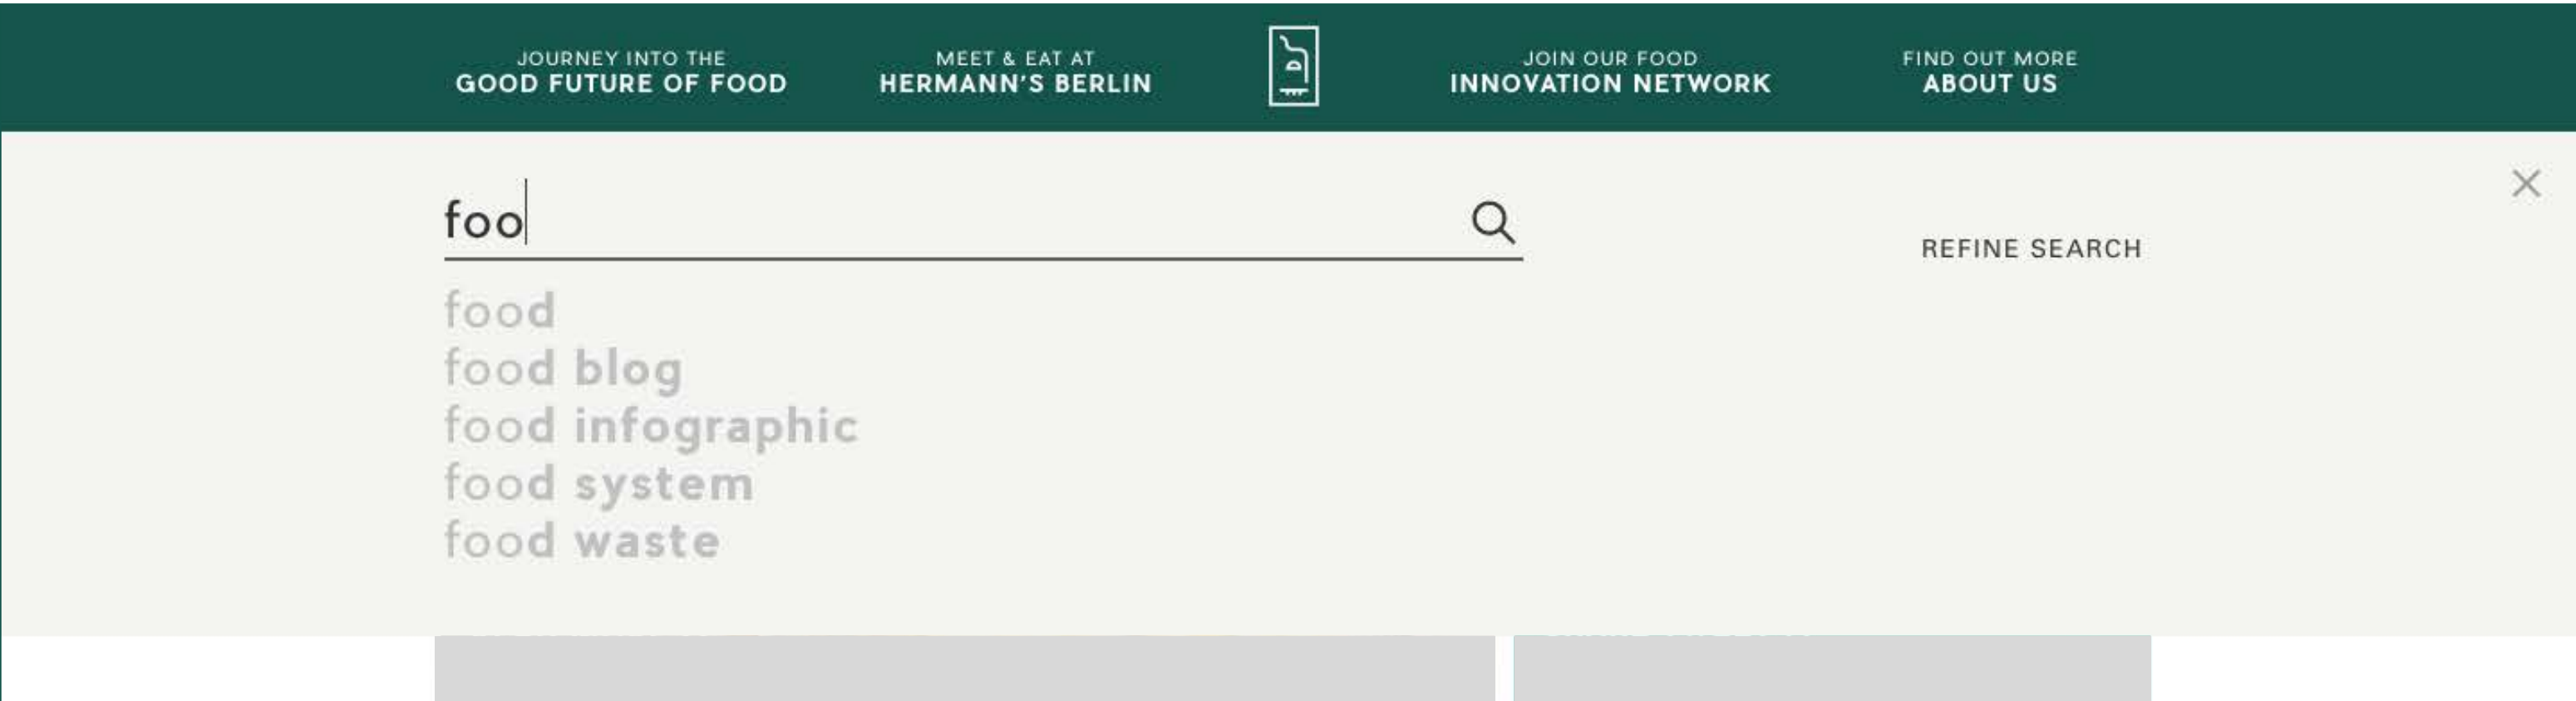 JOURNEY INTO THE
GOOD FUTURE OF FOOD
MEET & EAT AT
HERMANN'S BERLIN
JOIN OUR FOOD
INNOVATION NETWORK
FIND OUT MORE
ABOUT US
foo
REFINE SEARCH
food
food blog
food infographic
food system
food waste